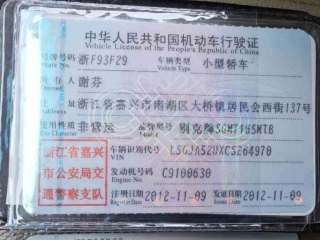 中华人民共和国机动车行驶证
Vehicle License of the People's Republic of China
号牌号码 浙F93F29 车辆类型 小型轿车
所有人 谢芬
住址 浙江省嘉兴市南湖区大桥镇居民会西街137号
使用性质 非营运 品牌型号 别克牌SGM7165MTB
浙江省嘉兴 车辆识别代号 LSGJA52UXCS264970
VIN
市公安局交 发动机号码 C9100630
Engine No.
通警察支队 注册日期 2012-11-09 发证日期 2012-11-09